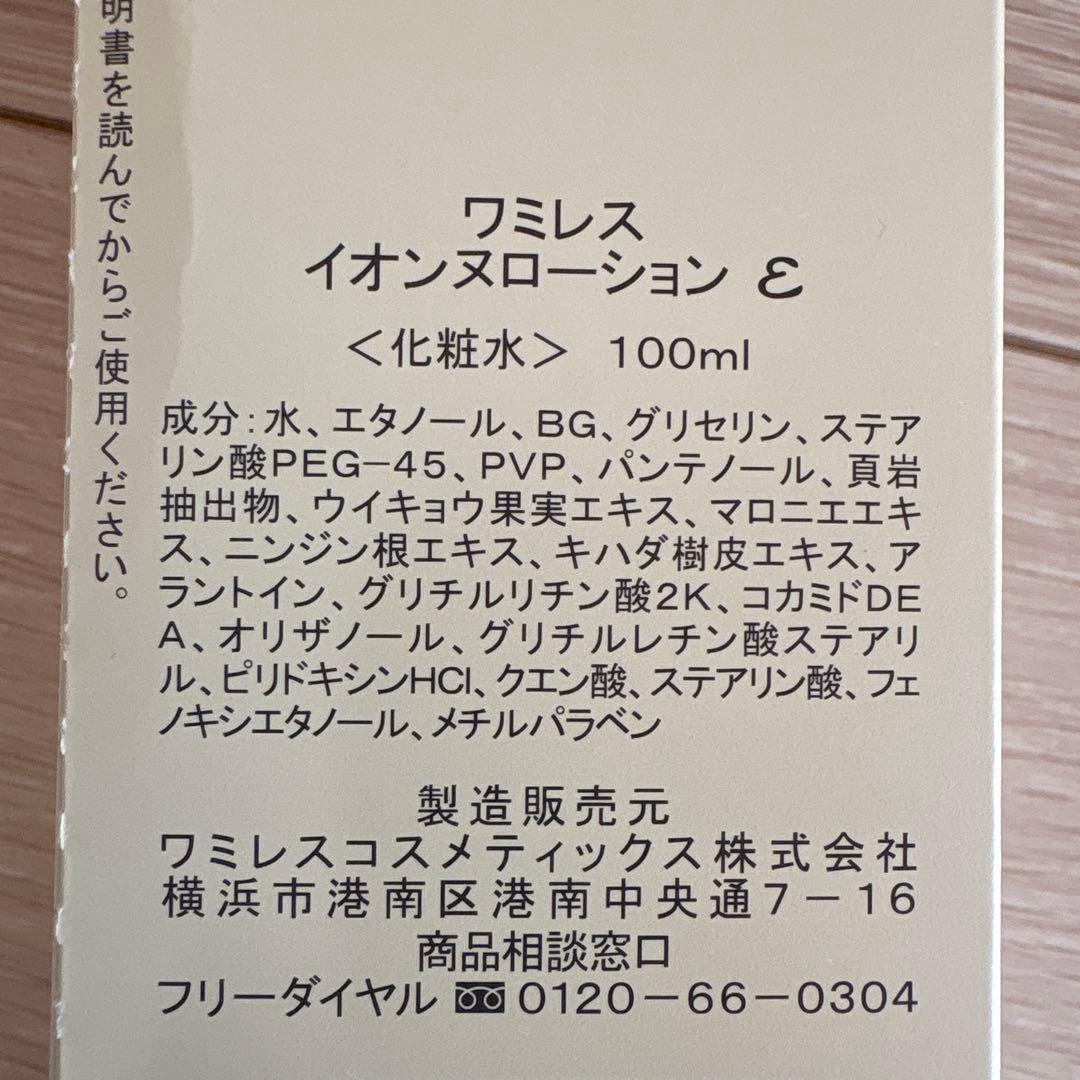 明書を読んでからご使用ください。
ワミレス
イオンヌローション ε
＜化粧水＞ 100ml
成分：水、エタノール、BG、グリセリン、ステア
リン酸PEG−45、PVP、パンテノール、頁岩
抽出物、ウイキョウ果実エキス、マロニエエキ
ス、ニンジン根エキス、キハダ樹皮エキス、ア
ラントイン、グリチルリチン酸2K、コカミドDE
A、オリザノール、グリチルレチン酸ステアリ
ル、ピリドキシンHCl、クエン酸、ステアリン酸、フェ
ノキシエタノール、メチルパラベン
製造販売元
ワミレスコスメティックス株式会社
横浜市港南区港南中央通7−16
商品相談窓口
フリーダイヤル 0120−66−0304